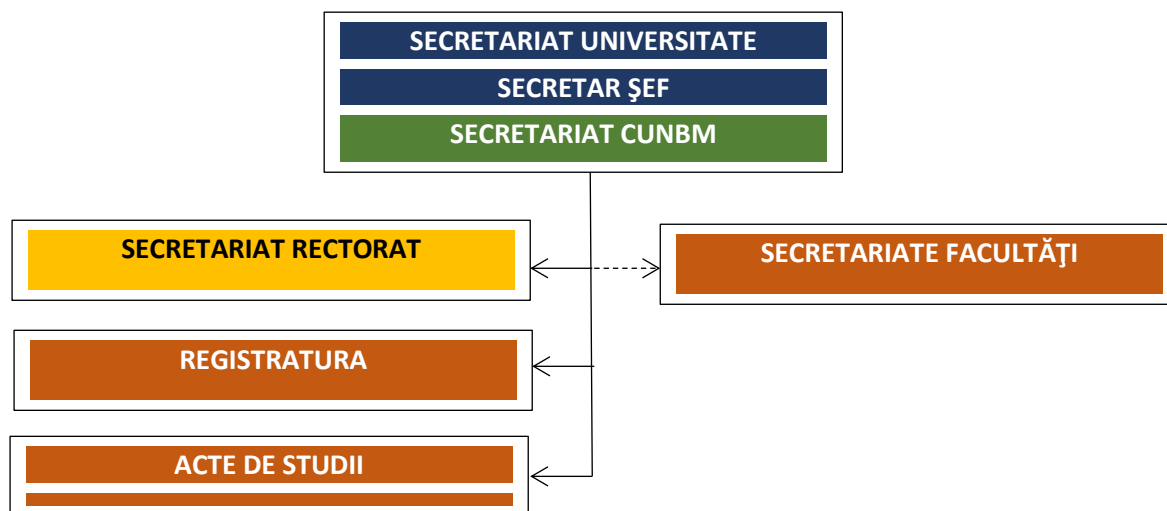 SECRETARIAT UNIVERSITATE
SECRETAR ŞEF
SECRETARIAT CUNBM
SECRETARIAT RECTORAT
SECRETARIATE FACULTĂŢI
REGISTRATURA
ACTE DE STUDII